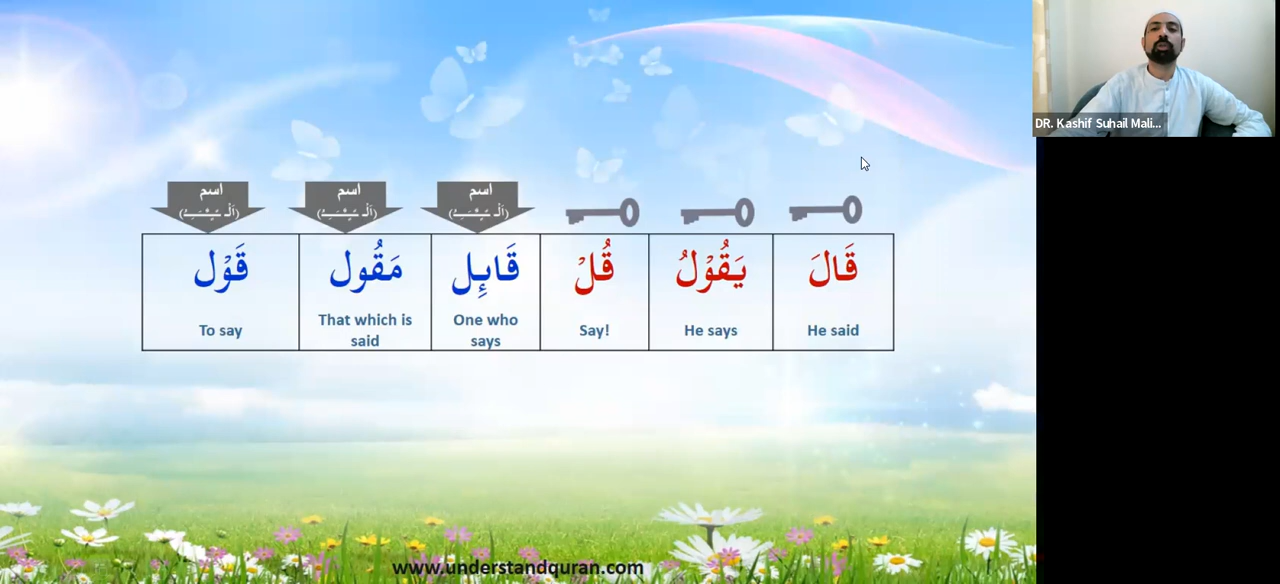 DR. Kashif Suhail Mali...
اسم
اسم
اسم
قَالَ
يَقُوْلُ
قُلْ
قَائِل
مَقُول
قَوْل
He said
He says
Say!
One who
says
That which is
said
To say
www.understandquran.com